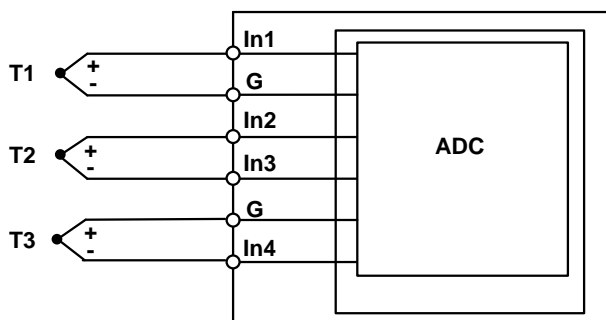 In1
T1
+
-
G
In2
T2
+
-
In3
ADC
G
T3
+
-
In4